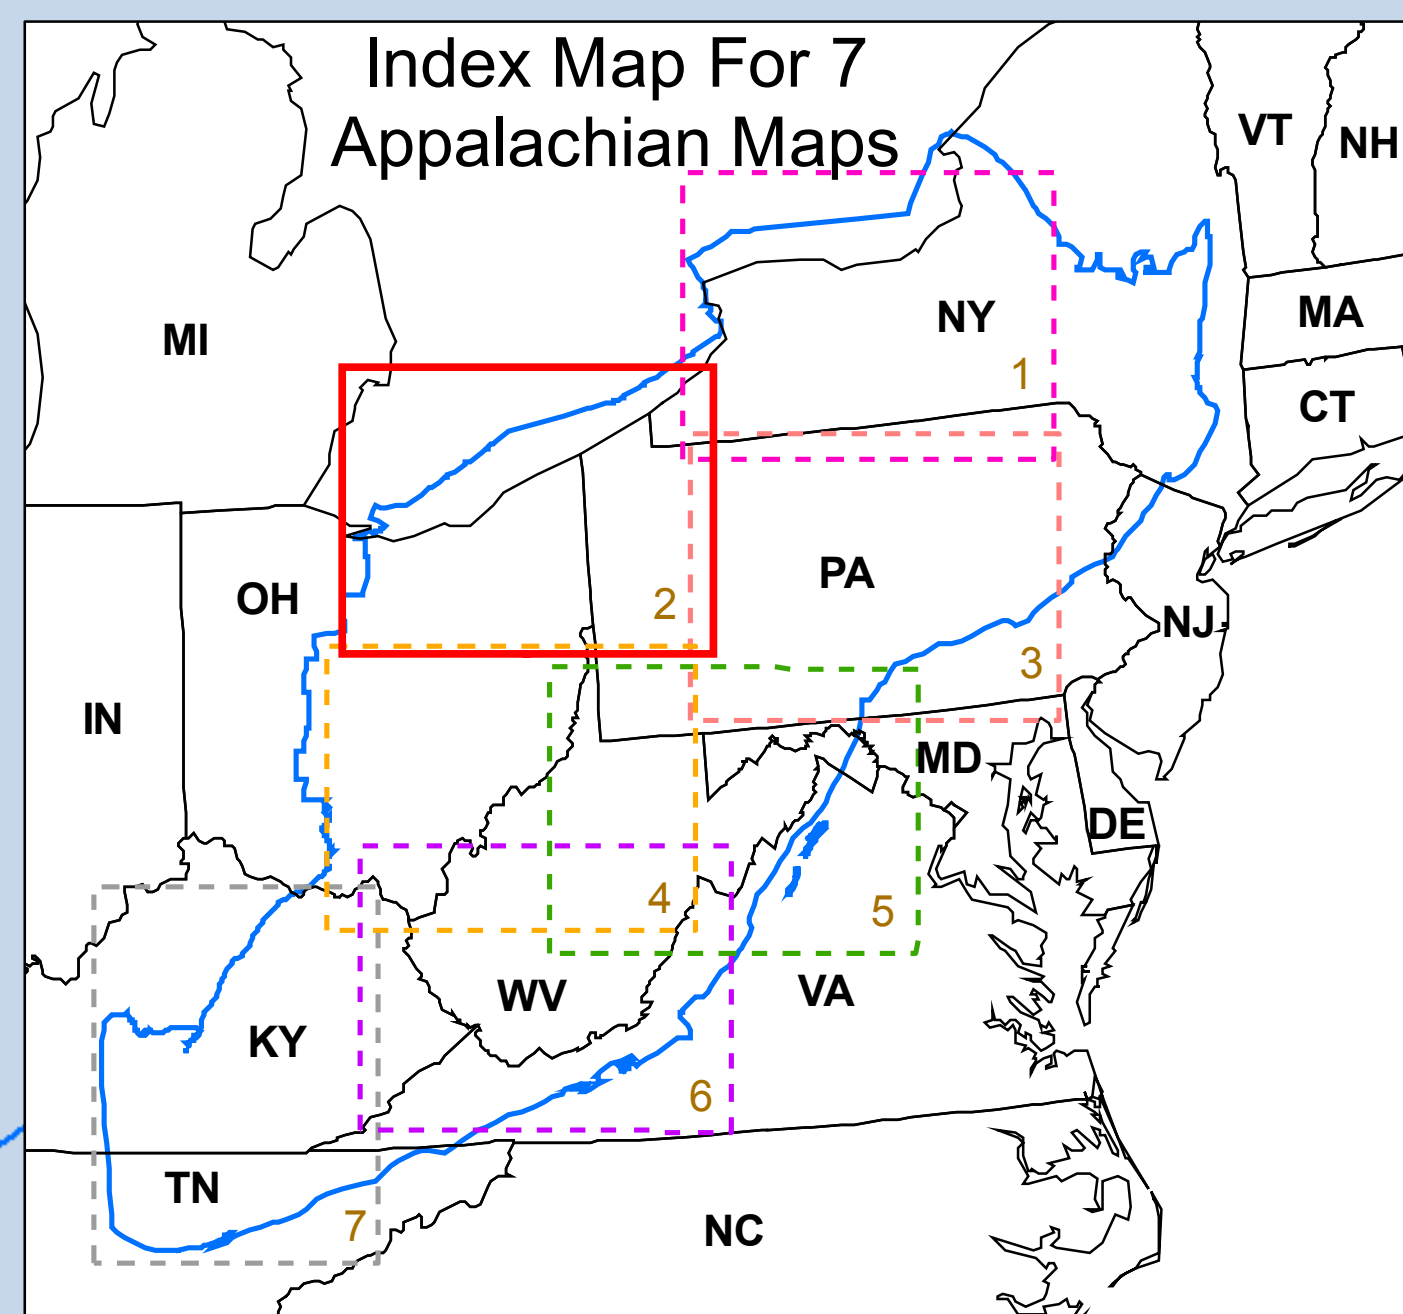 Index Map For 7
Appalachian Maps
VT
NH
NY
MA
MI
1
CT
PA
OH
2
NJ
3
IN
MD
DE
4
5
WV
VA
KY
6
TN
7
NC